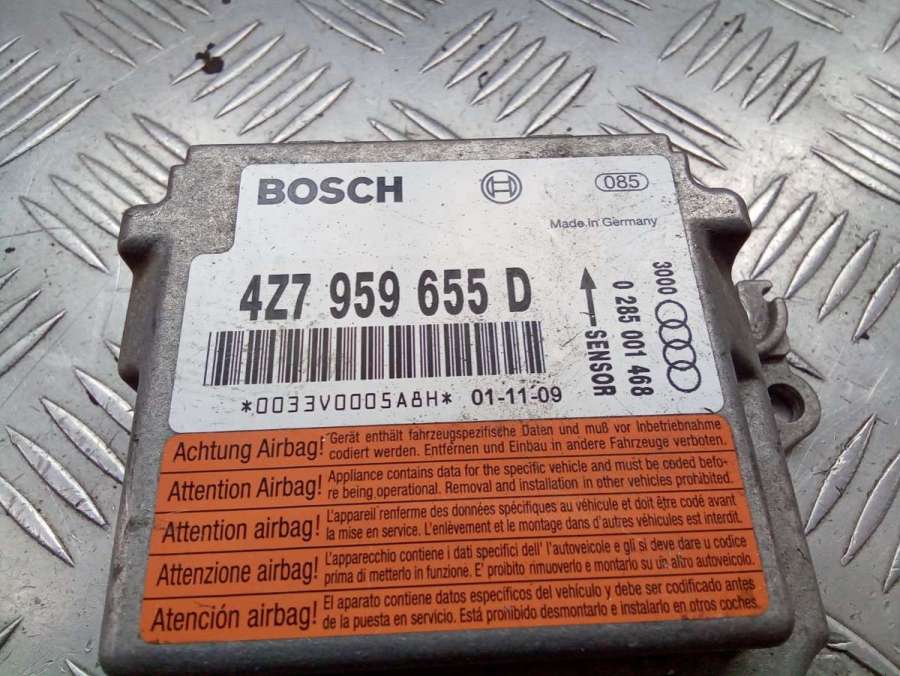 BOSCH
085
Made in Germany
4Z7 959 655 D
SENSOR
0 285 001 468
3000
*0033V0005A8H* 01-11-09
Achtung Airbag! Gerät enthält fahrzeugspezifische Daten und muß vor Inbetriebnahme
codiert werden. Entfernen und Einbau in andere Fahrzeuge verboten.
Attention Airbag! Appliance contains data for the specific vehicle and must be coded befo-
re being operational. Removal and installation in other vehicles prohibited.
Attention airbag! L'appareil renferme des données spécifiques au véhicule et doit être codé avant
la mise en service. L'enlèvement et le montage dans d'autres véhicules est interdit.
Attenzione airbag! L'apparecchio contiene i dati specifici dell' l'autoveicole e gli si deve dare u codice
prima di metterlo in funzione. E' proibito rimuoverlo e montarlo su un altro autoveicolo.
Atención airbag! El aparato contiene datos específicos del vehículo y debe ser codificado antes
de la puesta en servicio. Está prohibido desmontarlo e instalarlo en otros coches.